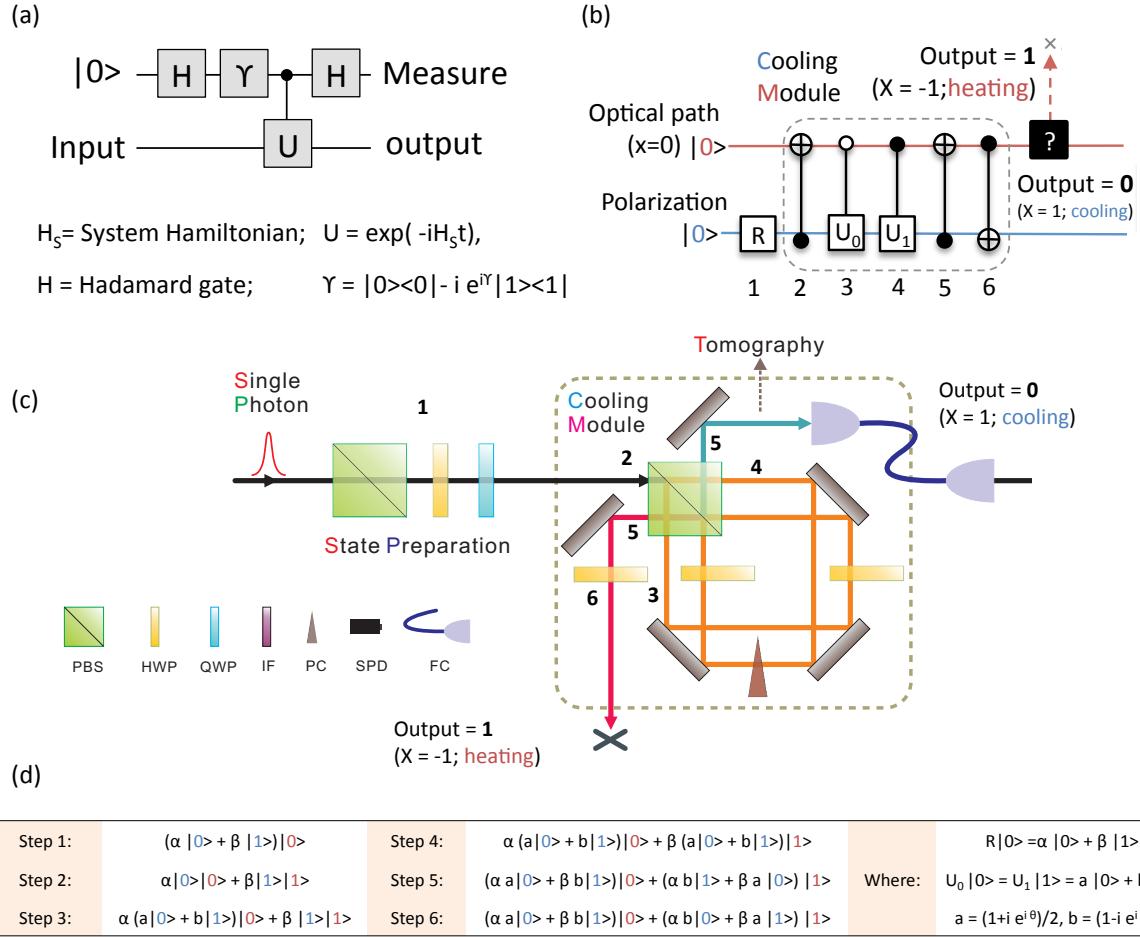 (a)
|0>
H
ϒ
H
Measure
Input
U
output
H_S= System Hamiltonian; U = exp( -iH_St),
H = Hadamard gate; ϒ = |0><0|- i e^{iϒ}|1><1|
(b)
Cooling
Module
Output = 1
(X = -1;heating)
Optical path
(x=0) |0>
?
Output = 0
(X = 1; cooling)
Polarization
|0>
R
U_0
U_1
1 2 3 4 5 6
(c)
Single
Photon
1
State Preparation
Tomography
Cooling
Module
Output = 0
(X = 1; cooling)
2
5
4
5
6
3
PBS HWP QWP IF PC SPD FC
Output = 1
(X = -1; heating)
(d)
Step 1: (α |0> + β |1>)|0> Step 4: α (a|0> + b|1>)|0> + β (a|0> + b|1>)|1> R|0> =α |0> + β |1>
Step 2: α|0>|0> + β|1>|1> Step 5: (α a|0> + β b|1>)|0> + (α b|1> + β a |0>) |1> Where: U_0 |0> = U_1 |1> = a |0> +
Step 3: α (a|0> + b|1>)|0> + β |1>|1> Step 6: (α a|0> + β b|1>)|0> + (α b|0> + β a |1>) |1> a = (1+i e^{i θ})/2, b = (1-i e^i